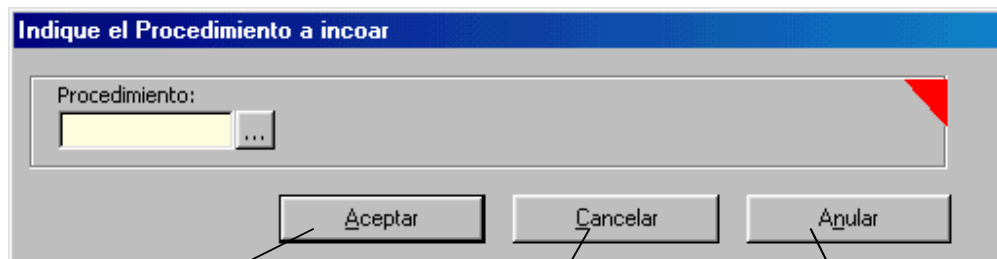 Indique el Procedimiento a incoar
Procedimiento:
...
Aceptar Cancelar Anular